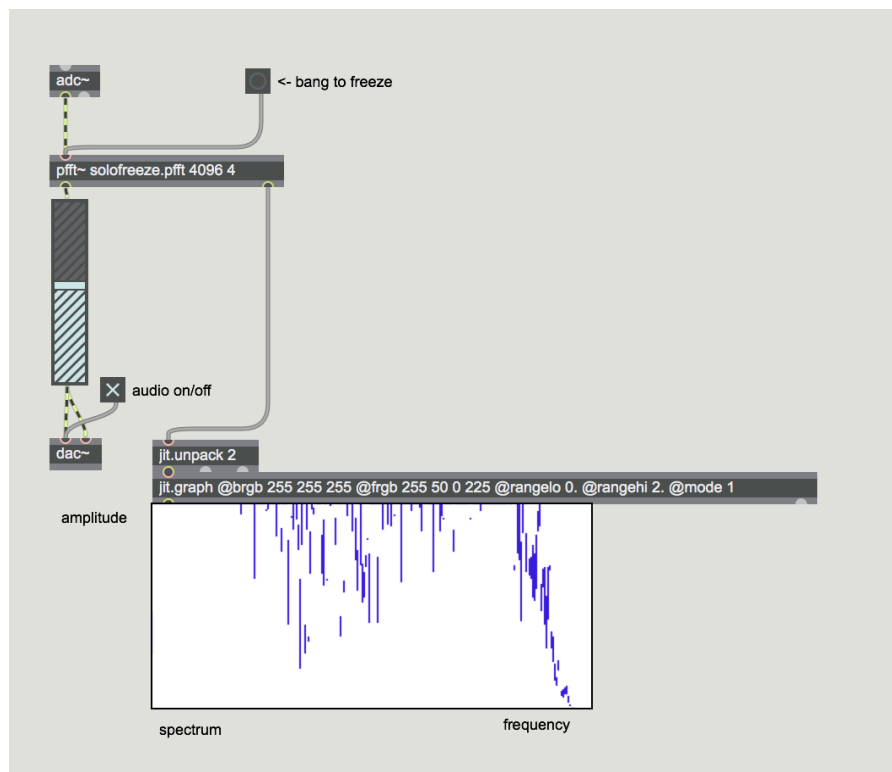 adc~
<- bang to freeze
pfft~ solofreeze.pfft 4096 4
audio on/off
dac~
jit.unpack 2
jit.graph @brgb 255 255 255 @frgb 255 50 0 225 @rangelo 0. @rangehi 2. @mode 1
amplitude
spectrum
frequency